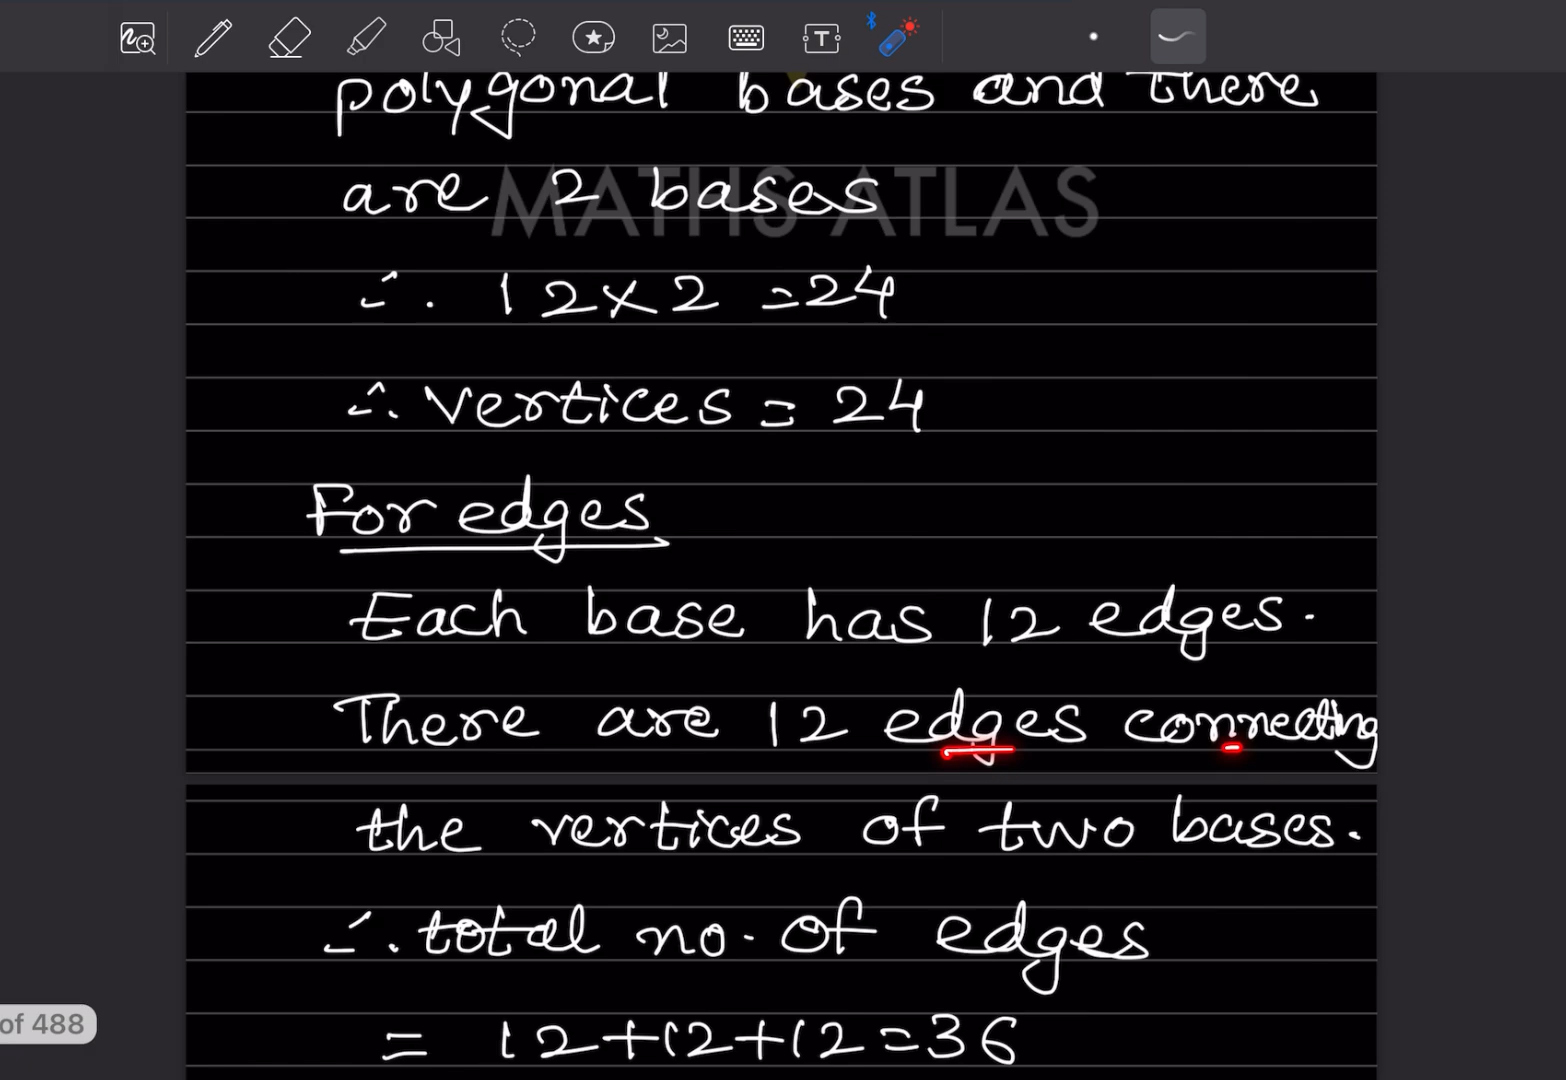 polygonal bases and there
are 2 bases
MATHS ATLAS
∴ 12×2 =24
∴ vertices = 24
For edges
Each base has 12 edges.
There are 12 edges connecting
the vertices of two bases.
∴ total no. of edges
of 488
= 12+12+12=36